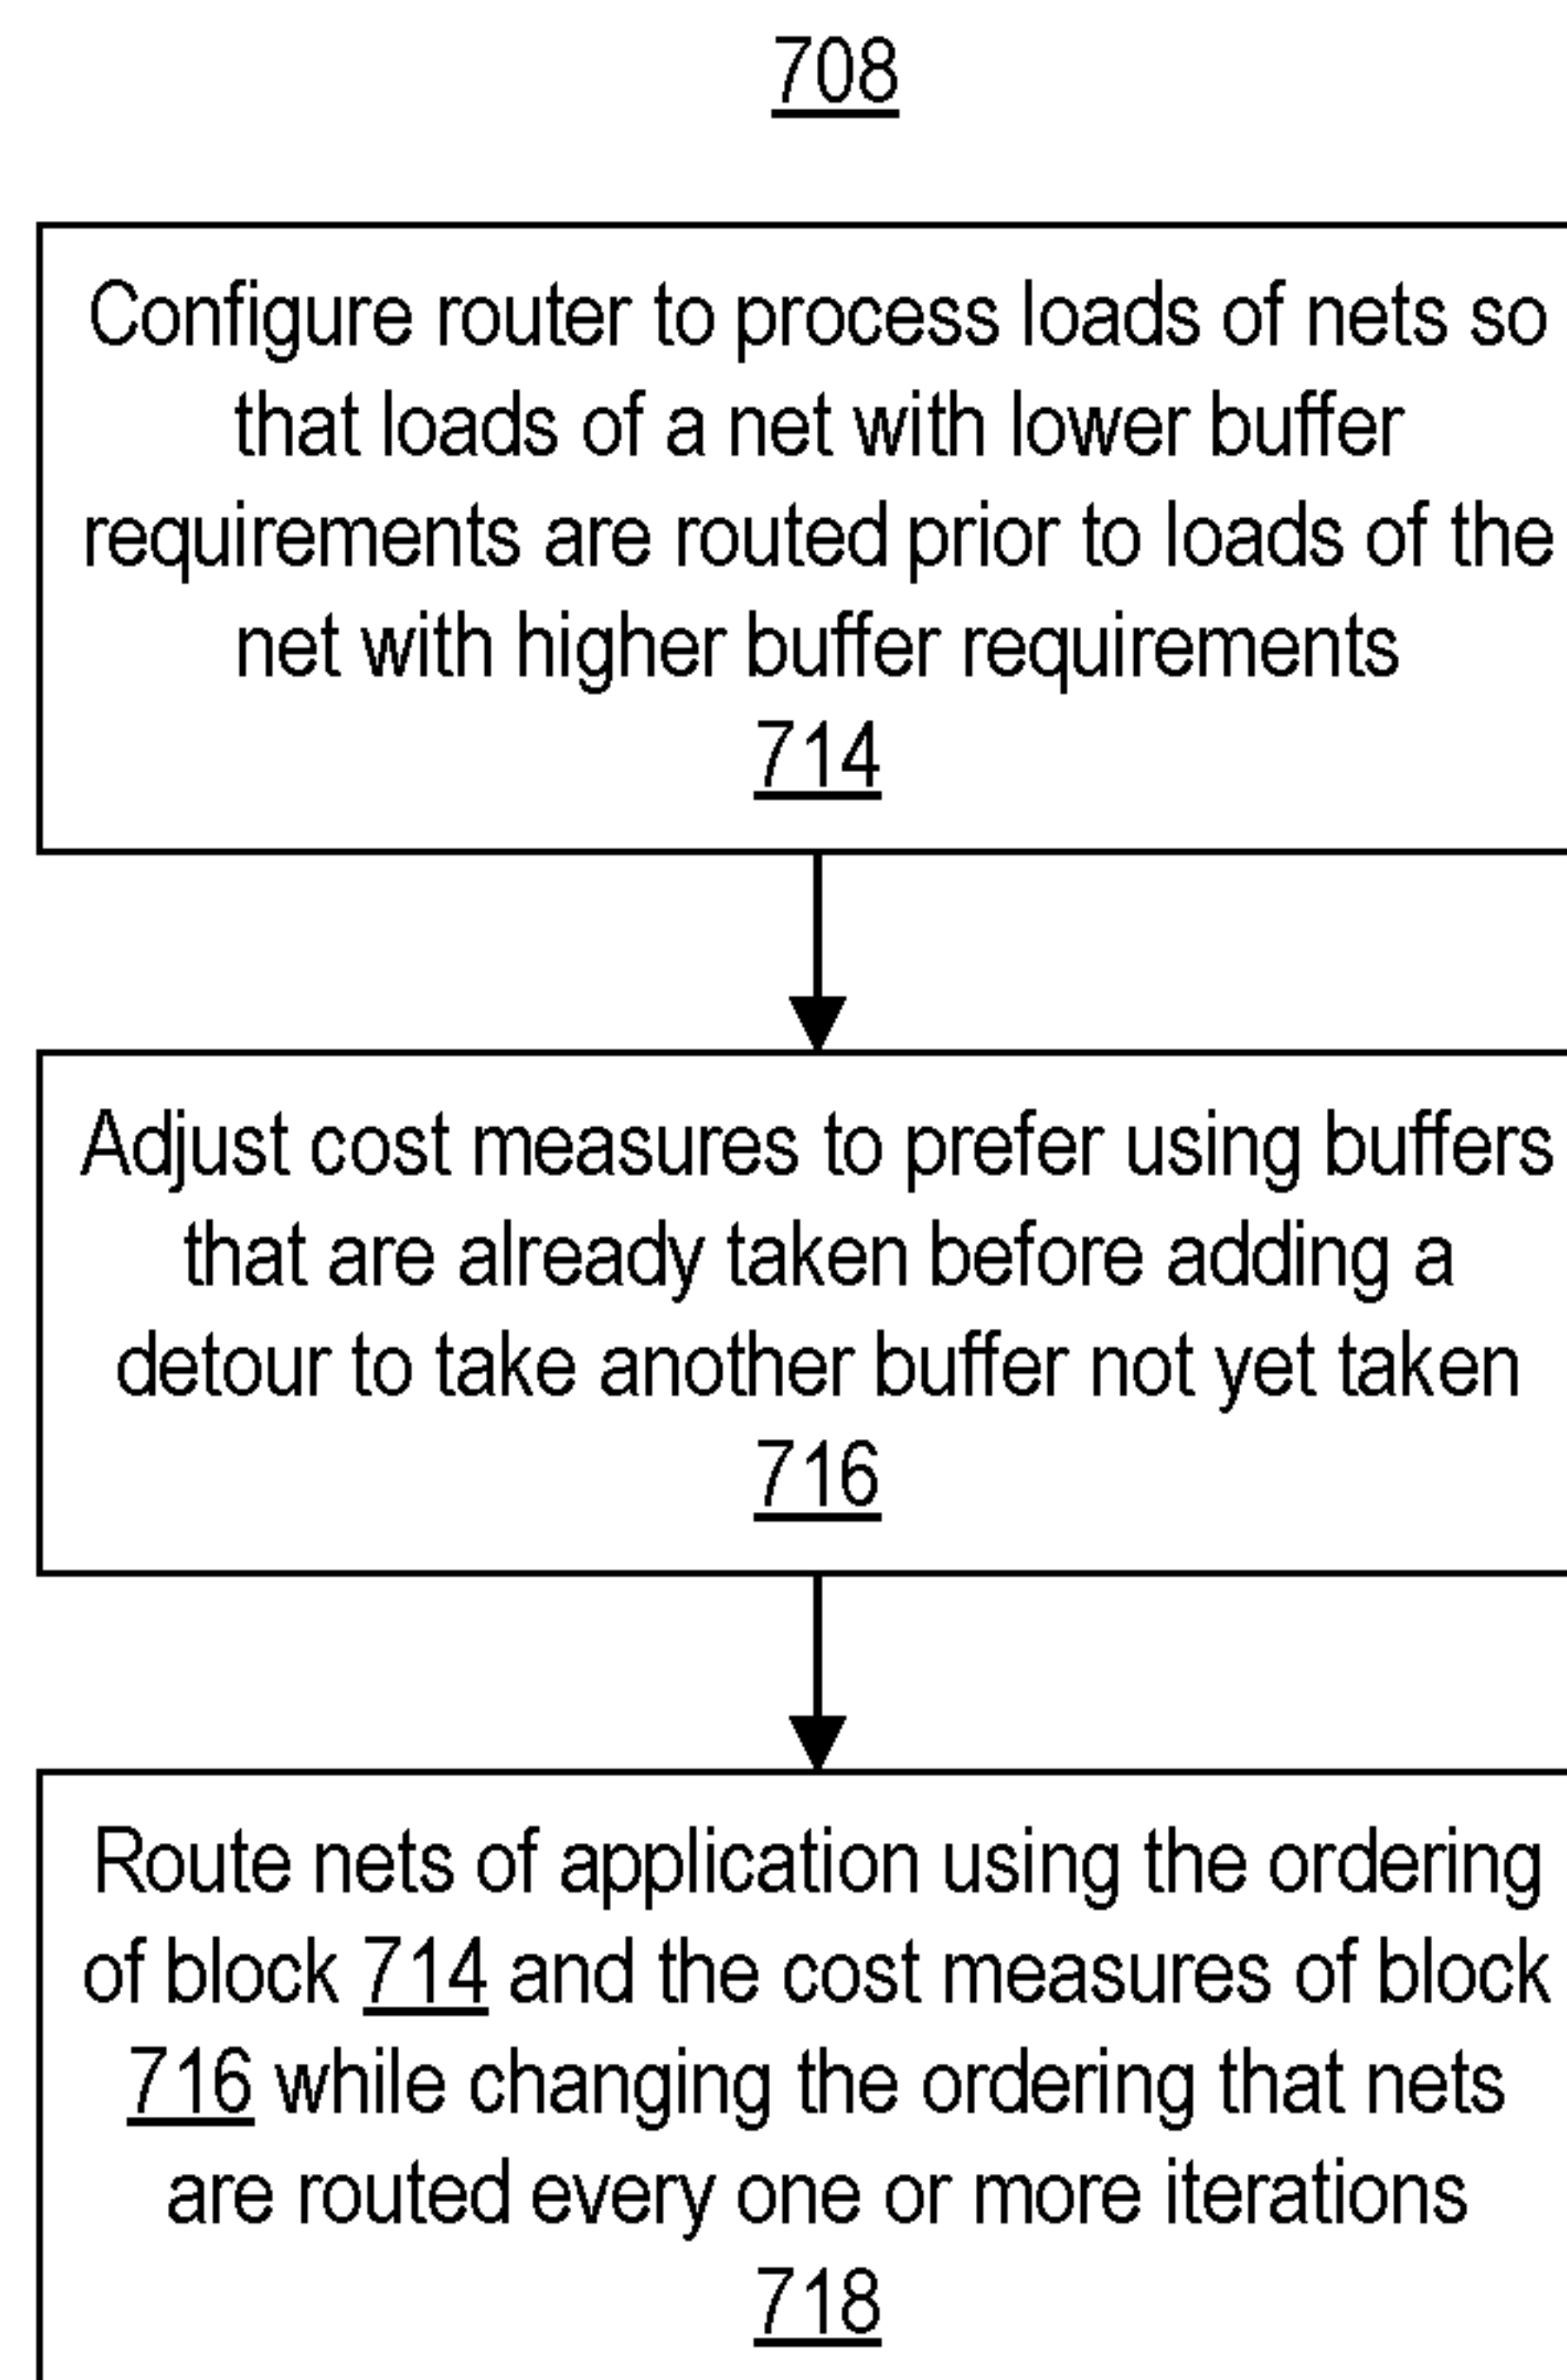 708
Configure router to process loads of nets so
that loads of a net with lower buffer
requirements are routed prior to loads of the
net with higher buffer requirements
714
Adjust cost measures to prefer using buffers
that are already taken before adding a
detour to take another buffer not yet taken
716
Route nets of application using the ordering
of block 714 and the cost measures of block
716 while changing the ordering that nets
are routed every one or more iterations
718